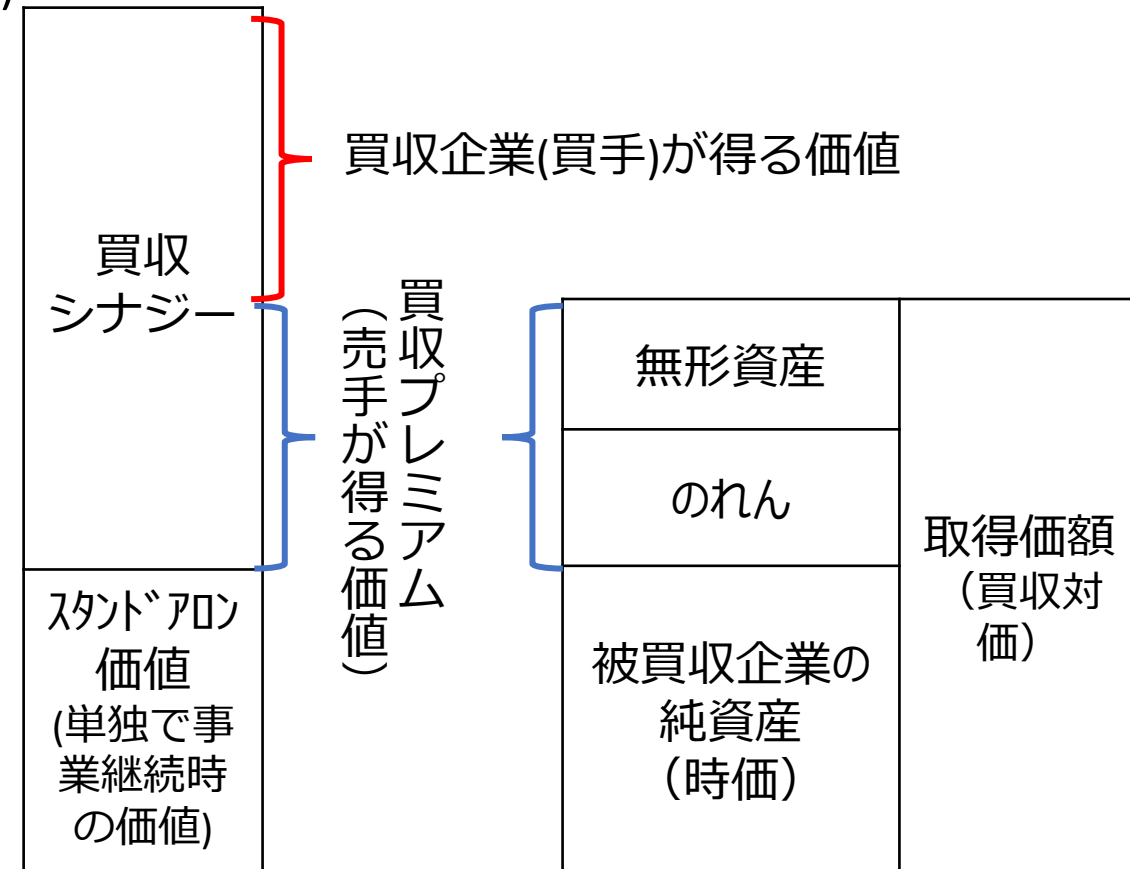 )
買収企業(買手)が得る価値
買収
シナジー
買収プレミアム
（売手が得る価値）
無形資産
のれん
取得価額
（買収対
価）
ｽﾀﾝﾄﾞｱﾛﾝ
価値
(単独で事
業継続時
の価値)
被買収企業の
純資産
（時価）